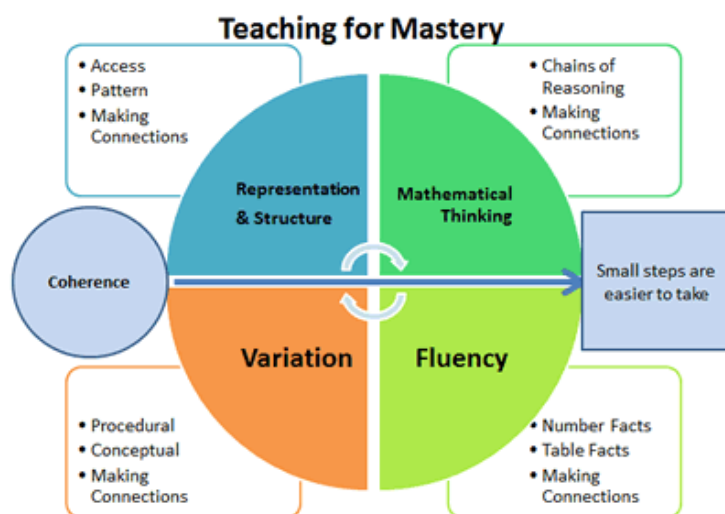 Teaching for Mastery
• Access
• Pattern
• Making
Connections
• Chains of
Reasoning
• Making
Connections
Representation
& Structure
Mathematical
Thinking
Coherence
Small steps are
easier to take
Variation
Fluency
• Procedural
• Conceptual
• Making
Connections
• Number Facts
• Table Facts
• Making
Connections